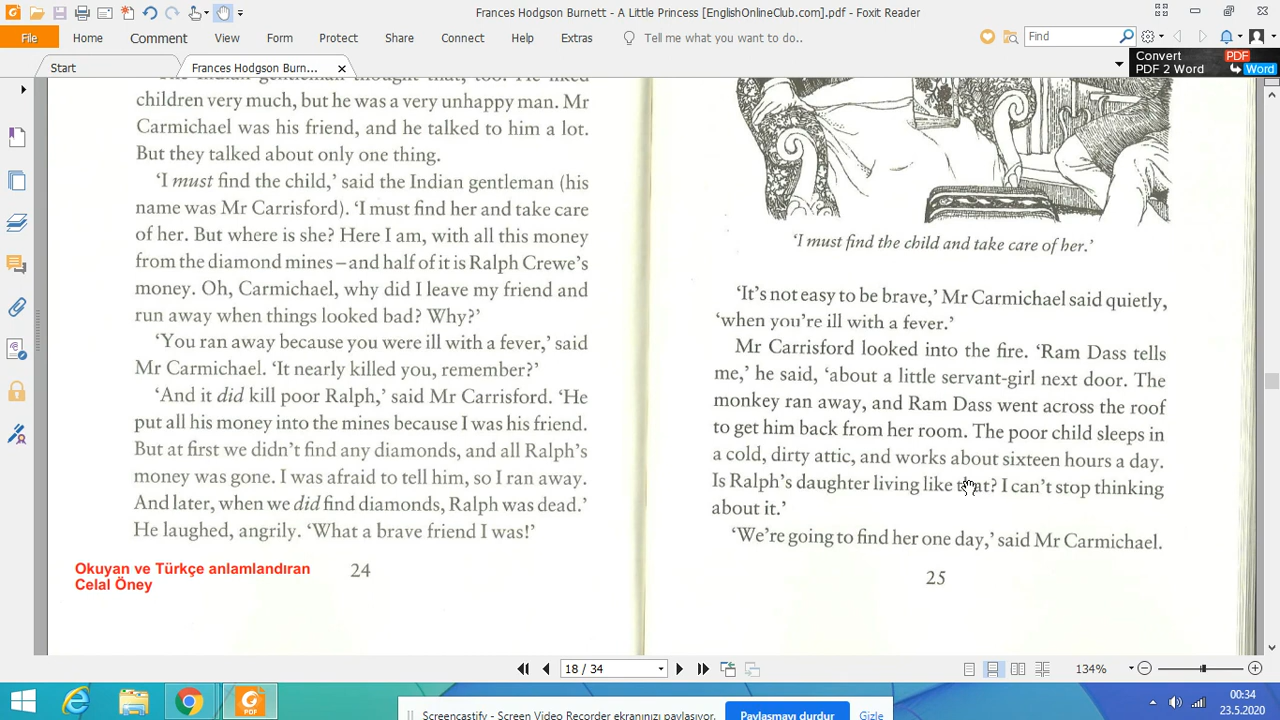 Frances Hodgson Burnett - A Little Princess [EnglishOnlineClub.com].pdf - Foxit Reader
File Home Comment View Form Protect Share Connect Help Extras Tell me what you want to do.. Find
Start Frances Hodgson Burn...
Convert PDF
PDF 2 Word Word
children very much, but he was a very unhappy man. Mr
Carmichael was his friend, and he talked to him a lot.
But they talked about only one thing.
‘I must find the child,’ said the Indian gentleman (his
name was Mr Carrisford). ‘I must find her and take care
of her. But where is she? Here I am, with all this money
from the diamond mines – and half of it is Ralph Crewe’s
money. Oh, Carmichael, why did I leave my friend and
run away when things looked bad? Why?’
‘You ran away because you were ill with a fever,’ said
Mr Carmichael. ‘It nearly killed you, remember?’
‘And it did kill poor Ralph,’ said Mr Carrisford. ‘He
put all his money into the mines because I was his friend.
But at first we didn’t find any diamonds, and all Ralph’s
money was gone. I was afraid to tell him, so I ran away.
And later, when we did find diamonds, Ralph was dead.’
He laughed, angrily. ‘What a brave friend I was!’
Okuyan ve Türkçe anlamlandıran
Celal Öney
24
‘I must find the child and take care of her.’
‘It’s not easy to be brave,’ Mr Carmichael said quietly,
‘when you’re ill with a fever.’
Mr Carrisford looked into the fire. ‘Ram Dass tells
me,’ he said, ‘about a little servant-girl next door. The
monkey ran away, and Ram Dass went across the roof
to get him back from her room. The poor child sleeps in
a cold, dirty attic, and works about sixteen hours a day.
Is Ralph’s daughter living like that? I can’t stop thinking
about it.’
‘We’re going to find her one day,’ said Mr Carmichael.
25
18 / 34
134%
Screencastify - Screen Video Recorder ekranınızı paylaşıyor. Paylaşmayı durdur Gizle
00:34
23.5.2020